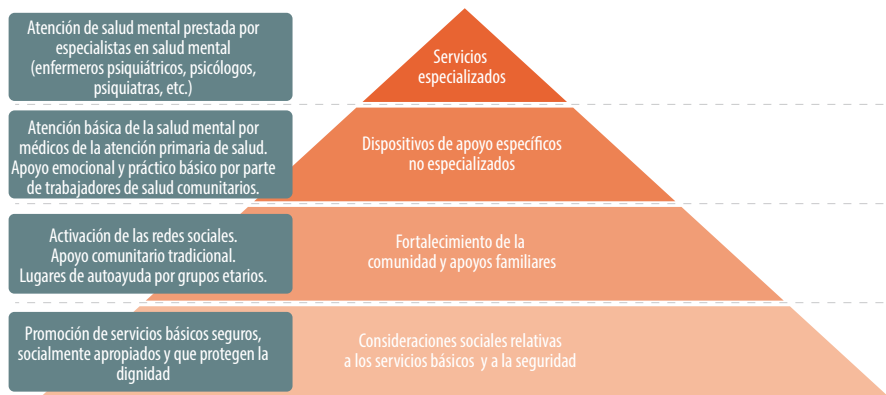 Atención de salud mental prestada por
especialistas en salud mental
(enfermeros psiquiátricos, psicólogos,
psiquiatras, etc.)
Servicios
especializados
Atención básica de la salud mental por
médicos de la atención primaria de salud.
Apoyo emocional y práctico básico por parte
de trabajadores de salud comunitarios.
Dispositivos de apoyo específicos
no especializados
Activación de las redes sociales.
Apoyo comunitario tradicional.
Lugares de autoayuda por grupos etarios.
Fortalecimiento de la
comunidad y apoyos familiares
Promoción de servicios básicos seguros,
socialmente apropiados y que protegen la
dignidad
Consideraciones sociales relativas
a los servicios básicos y a la seguridad